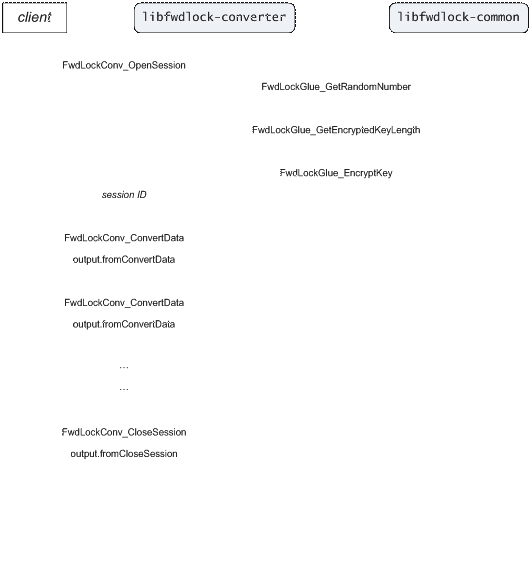 client libfwdlock-converter libfwdlock-common
FwdLockConv_OpenSession
FwdLockGlue_GetRandomNumber
FwdLockGlue_GetEncryptedKeyLength
FwdLockGlue_EncryptKey
session ID
FwdLockConv_ConvertData
output.fromConvertData
FwdLockConv_ConvertData
output.fromConvertData
...
...
FwdLockConv_CloseSession
output.fromCloseSession